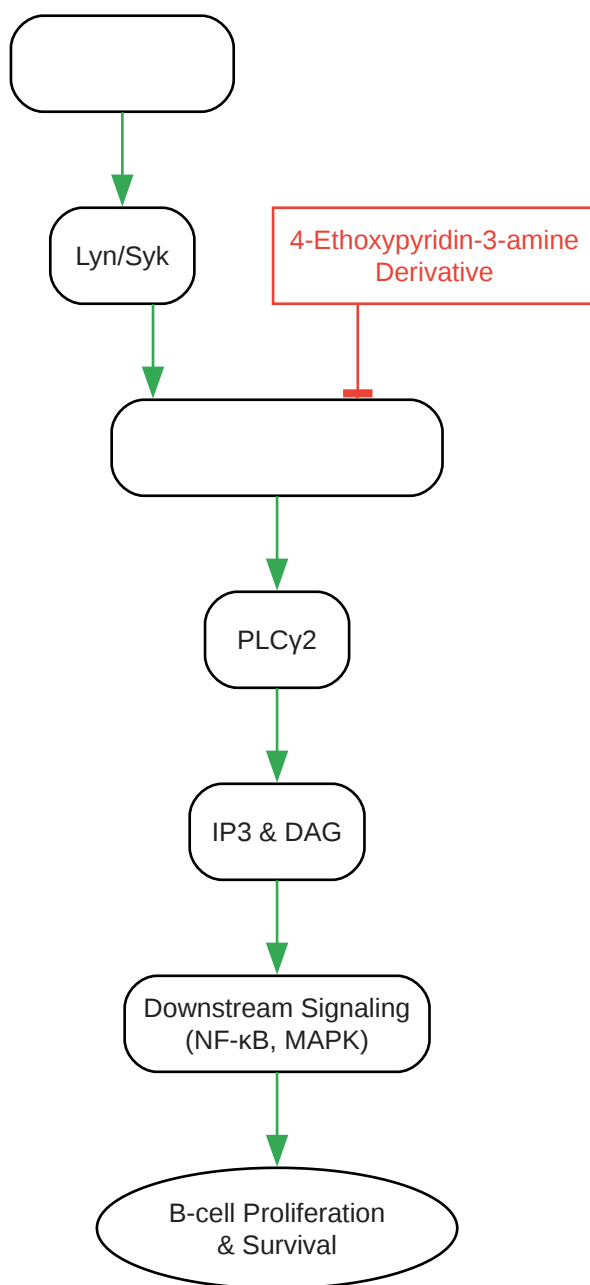 Lyn/Syk
4-Ethoxypyridin-3-amine
Derivative
PLCγ2
IP3 & DAG
Downstream Signaling
(NF-κB, MAPK)
B-cell Proliferation
& Survival